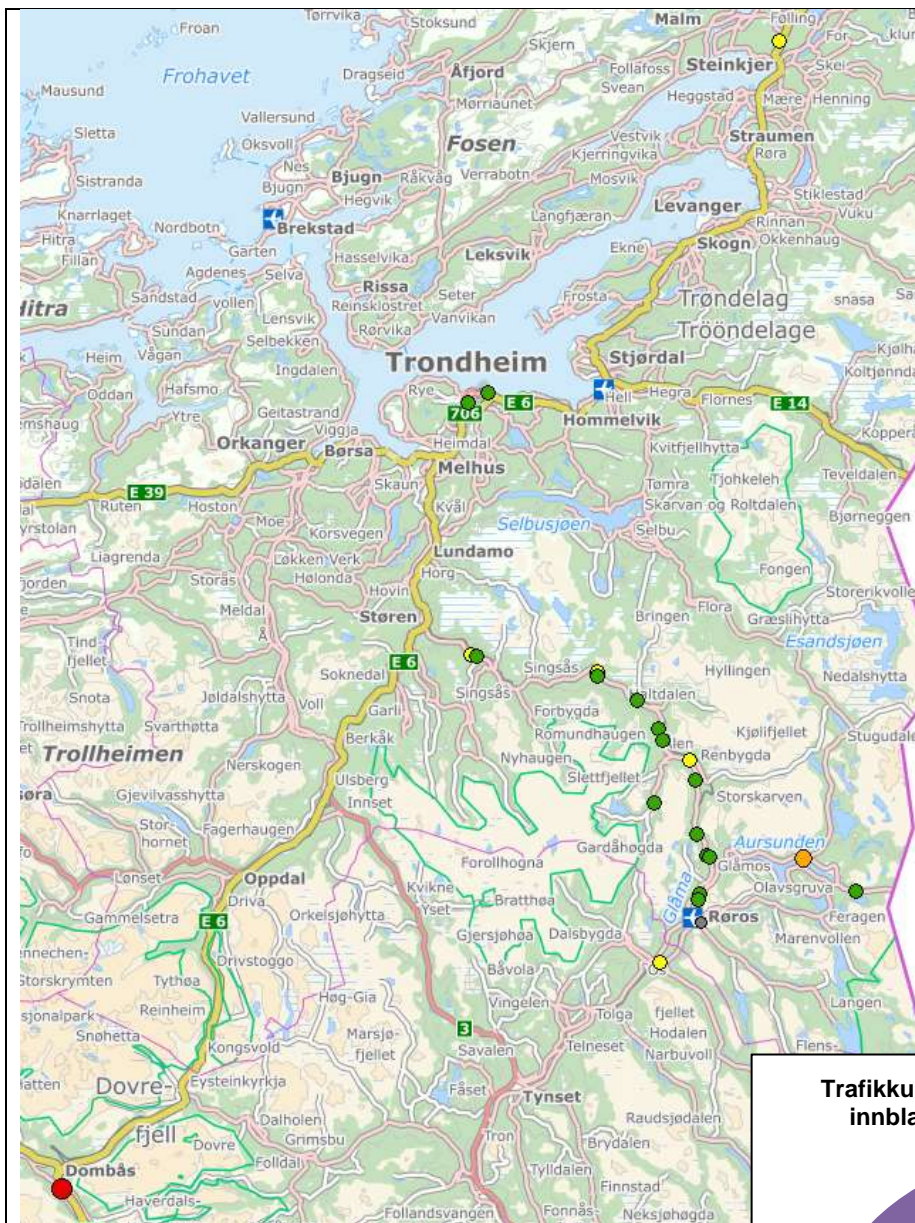 Froan
Tørrvika
Stoksund
Malm
Følling
Frohavet
Skjern
Steinkjer
Skei
Mausund
Dragseid
Åfjord
Follafoss
Svean
Vallersund
Mørriaunet
Heggstad
Mære
Henning
Sletta
Oksvoll
Fosen
Vestvik
Straumen
Nes
Bjugn
Verrabotn
Kjerringvika
Røra
Sistranda
Bjugn
Råkvåg
Mosvik
Stiklestad
Hegvik
Levanger
Knarrlaget
Nordbotn
Brekstad
Langfjæran
Rinnan
Vuku
Hitra
Garten
Hasselvika
Leksvik
Ekne
Skogn
Okkenhaug
Fillan
Agdenes
Selva
Rissa
Seter
Frosta
Trøndelag
snasa
Sandstad
vollen
Reinsklostret
Vanvikan
Trööndelage
Hitra
Lensvik
Rørvika
Sundan
Selbekken
Stjørdal
Heim
Vågan
Trondheim
Oddan
Hafsmo
Ingdalen
Rye
Hell
Hegra
Flornes
Ytre
Geitastrand
706
E 6
Hommelvik
E 14
Viggja
Heimdal
Orkanger
Børsa
Melhus
Kvitfjellhytta
Teveldalen
E 39
Skaun
Tømra
Tjohkeleh
Ruten
Hoston
Kvål
Skarvan og Roltdalen
Bjørneggen
Moe
Korsvegen
Selbusjøen
Selbu
Liagrenda
Løkken Verk
Lundamo
Fongen
Storås
Hølonda
Hovin
Horg
Storerikvollen
Meldal
Støren
Bringen
Flora
Græslihytta
Tind
fjellet
Å
E 6
Singsås
Esandsjøen
Snota
Jøldalshytta
Soknedal
Singsås
Hyllingen
Nedalshytta
Trollheimshytta
Svarthøtta
Voll
Garli
Forbygda
Kjølifjellet
Trollheimen
Berkåk
Romundhaugen
Stugudalen
Nerskogen
Nyhaugen
Renbygda
Gjevilvasshytta
Ulsberg
Slettfjellet
Innset
Storskarven
Stor-
hornet
Fagerhaugen
Gardåhøgda
Aursunden
Forollhogna
Glåmos
Lønset
Oppdal
Kvikne
Glåma
Olavsgruva
Driva
Yset
Bratthøa
Røros
Feragen
Gammelsetra
E 6
Orkelsjøhytta
Gjersjøhøa
Dalsbygda
Marenvollen
Drivstoggo
Os
Storskrymten
Båvola
Tythøa
Høg-Gia
Vingelen
Tolga
fjellet
Langen
Reinheim
Marsjø-
fjellet
Hodalen
Snøhetta
Kongsvold
3
Savalen
Telneset
Narbuvoll
Dovre-
fjell
Eysteinkyrkja
Fåset
Tynset
Dalholen
Raudsjødalen
Grimsbu
Tron
Dovre
Folldal
Brydalen
Dombås
Tylldalen
Haverdals-
Finnstad
Follandsvangen
Neksjøhøgda
Trafikku
innbla